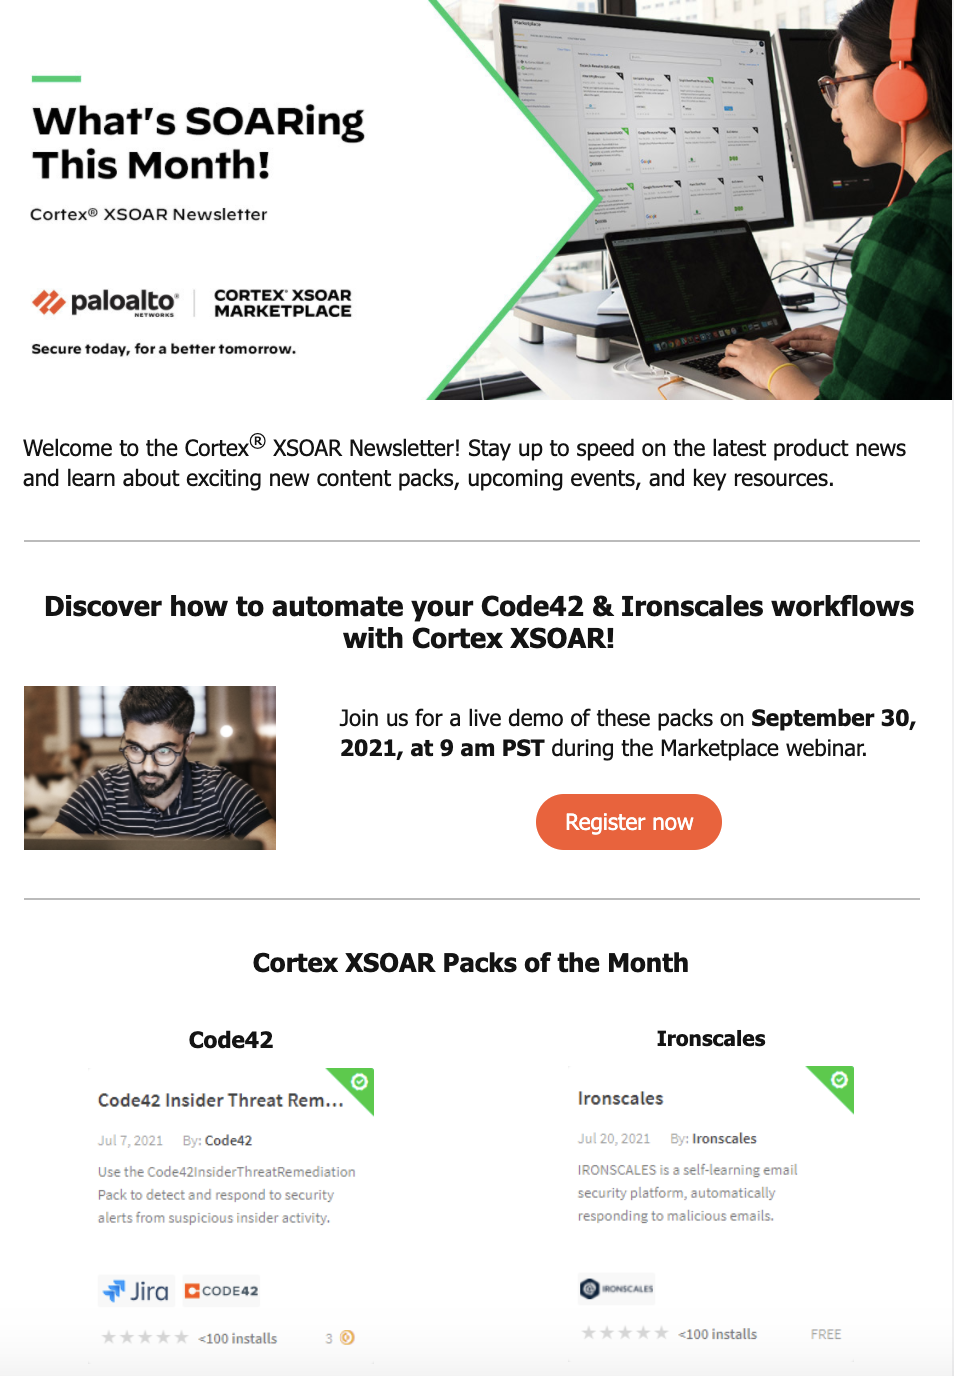 What's SOARing
This Month!
Cortex® XSOAR Newsletter
paloalto®
NETWORKS
CORTEX® XSOAR
MARKETPLACE
Secure today, for a better tomorrow.
Welcome to the Cortex® XSOAR Newsletter! Stay up to speed on the latest product news
and learn about exciting new content packs, upcoming events, and key resources.
Discover how to automate your Code42 & Ironscales workflows
with Cortex XSOAR!
Join us for a live demo of these packs on September 30,
2021, at 9 am PST during the Marketplace webinar.
Register now
Cortex XSOAR Packs of the Month
Code42
Code42 Insider Threat Rem...
Jul 7, 2021 By: Code42
Use the Code42InsiderThreatRemediation
Pack to detect and respond to security
alerts from suspicious insider activity.
Jira CODE42
<100 installs 3
Ironscales
Ironscales
Jul 20, 2021 By: Ironscales
IRONSCALES is a self-learning email
security platform, automatically
responding to malicious emails.
IRONSCALES
<100 installs FREE